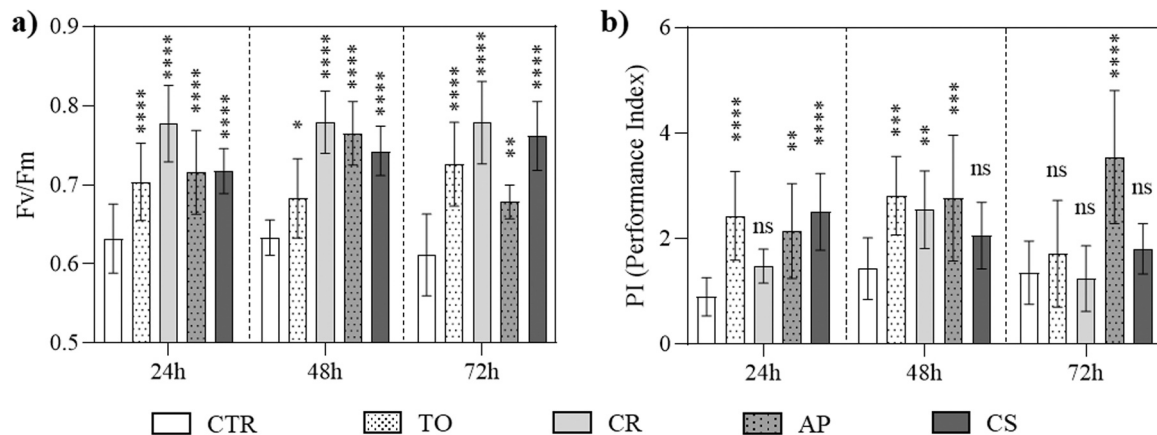 a)
Fv/Fm
0.9
0.8
0.7
0.6
0.5
****
****
****
****
*
****
****
****
****
****
**
****
24h
48h
72h
b)
PI (Performance Index)
6
4
2
0
****
ns
**
****
***
**
***
ns
ns
ns
****
ns
24h
48h
72h
CTR TO CR AP CS